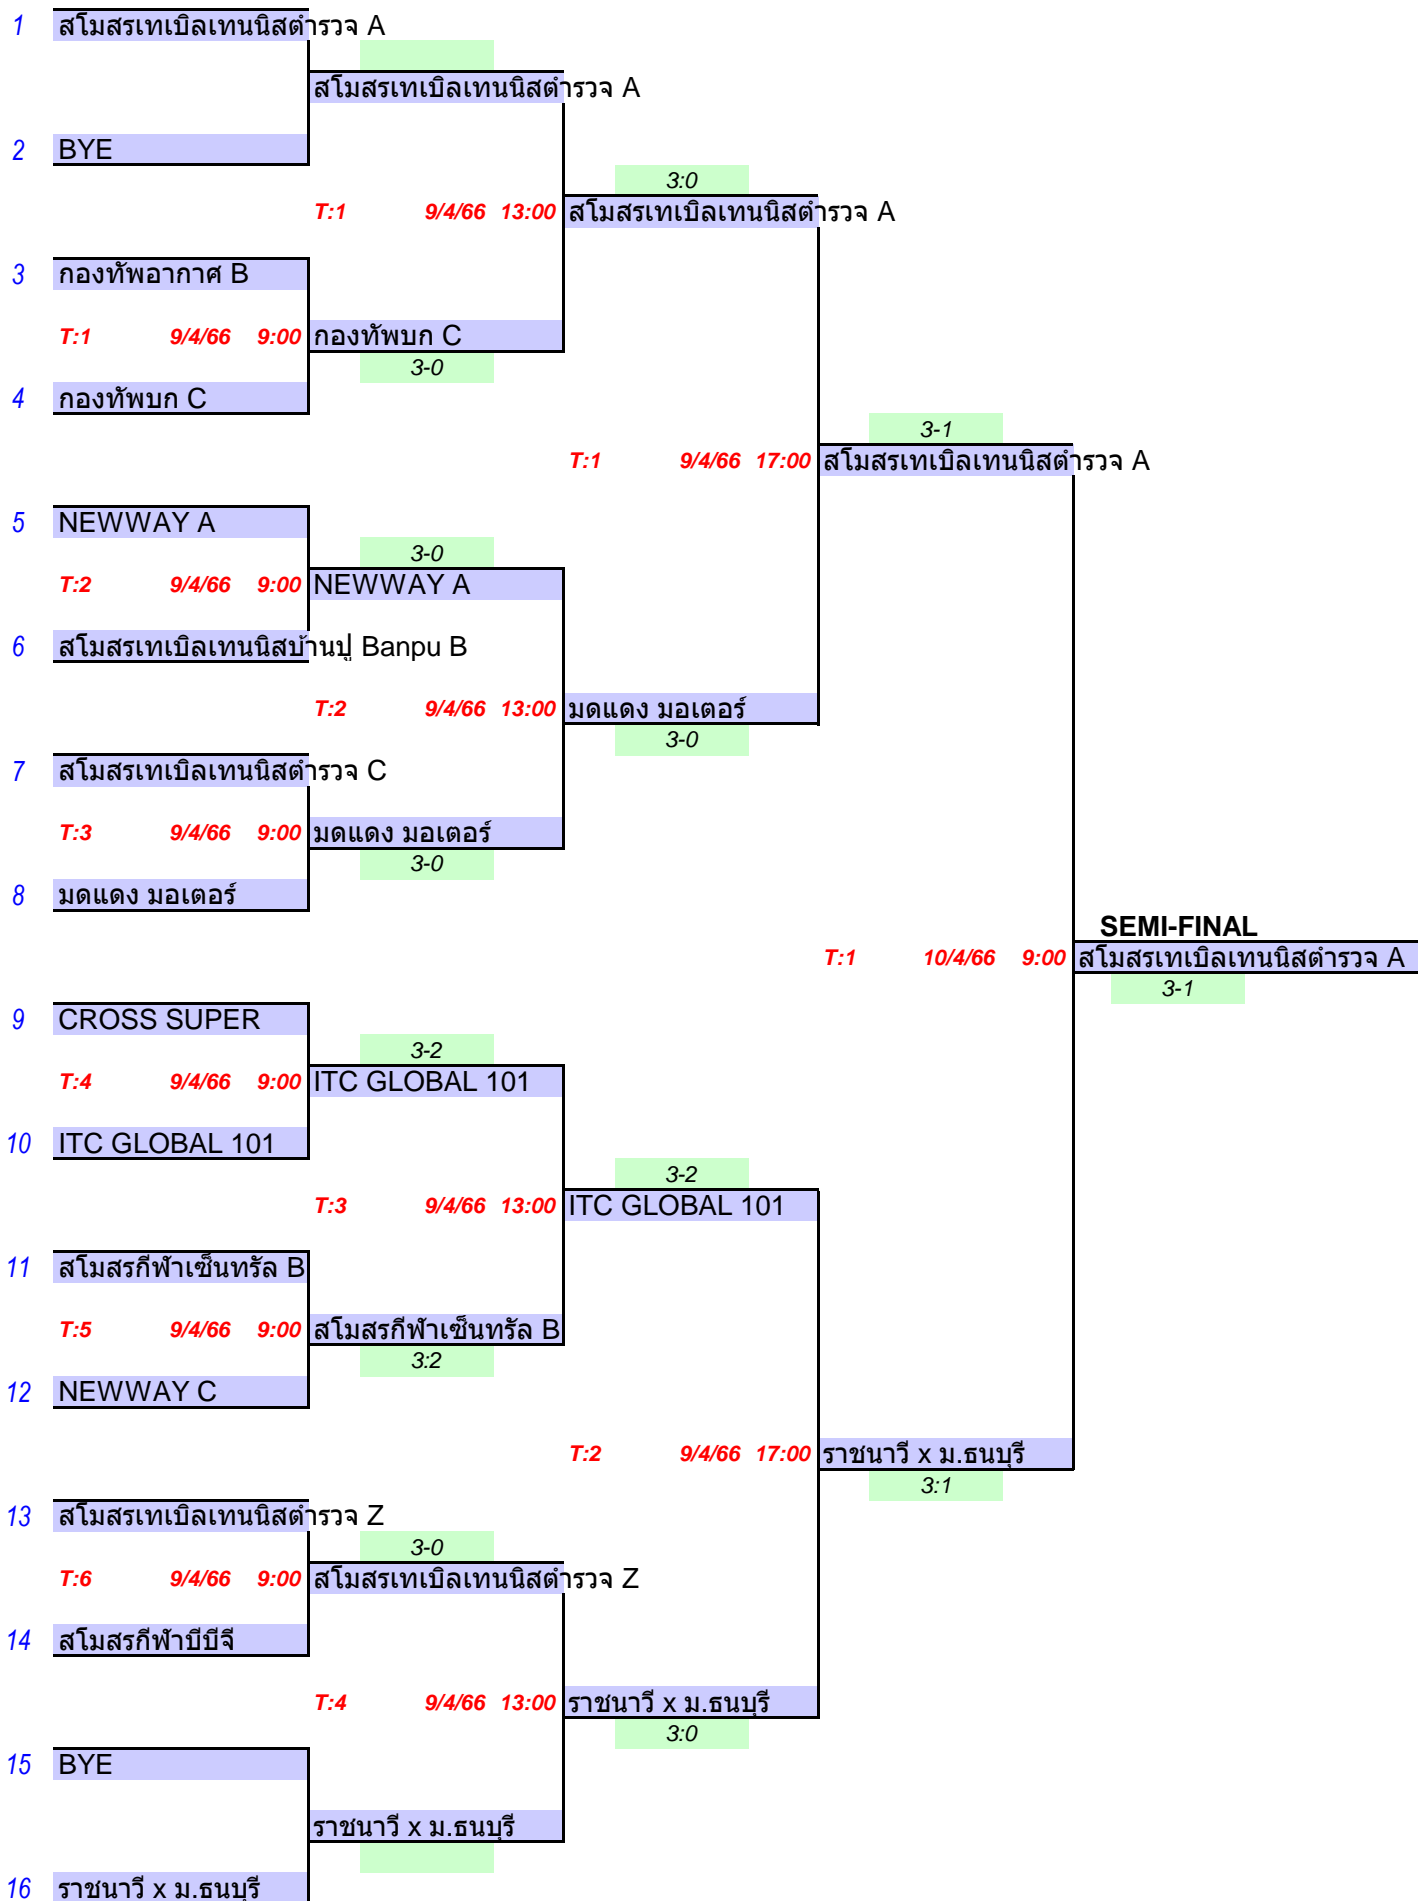 1 สโมสรเทเบิลเทนนิสตำรวจ A
สโมสรเทเบิลเทนนิสตำรวจ A
2 BYE
3:0
T:1 9/4/66 13:00 สโมสรเทเบิลเทนนิสตำรวจ A
3 กองทัพอากาศ B
T:1 9/4/66 9:00 กองทัพบก C
3-0
4 กองทัพบก C
3-1
T:1 9/4/66 17:00 สโมสรเทเบิลเทนนิสตำรวจ A
5 NEWWAY A
3-0
T:2 9/4/66 9:00 NEWWAY A
6 สโมสรเทเบิลเทนนิสบ้านปู Banpu B
T:2 9/4/66 13:00 มดแดง มอเตอร์
3-0
7 สโมสรเทเบิลเทนนิสตำรวจ C
T:3 9/4/66 9:00 มดแดง มอเตอร์
3-0
8 มดแดง มอเตอร์
SEMI-FINAL
T:1 10/4/66 9:00 สโมสรเทเบิลเทนนิสตำรวจ A
3-1
9 CROSS SUPER
3-2
T:4 9/4/66 9:00 ITC GLOBAL 101
10 ITC GLOBAL 101
3-2
T:3 9/4/66 13:00 ITC GLOBAL 101
11 สโมสรกีฬาเซ็นทรัล B
T:5 9/4/66 9:00 สโมสรกีฬาเซ็นทรัล B
3:2
12 NEWWAY C
T:2 9/4/66 17:00 ราชนาวี x ม.ธนบุรี
3:1
13 สโมสรเทเบิลเทนนิสตำรวจ Z
3-0
T:6 9/4/66 9:00 สโมสรเทเบิลเทนนิสตำรวจ Z
14 สโมสรกีฬาบีบีจี
T:4 9/4/66 13:00 ราชนาวี x ม.ธนบุรี
3:0
15 BYE
ราชนาวี x ม.ธนบุรี
16 ราชนาวี x ม.ธนบุรี